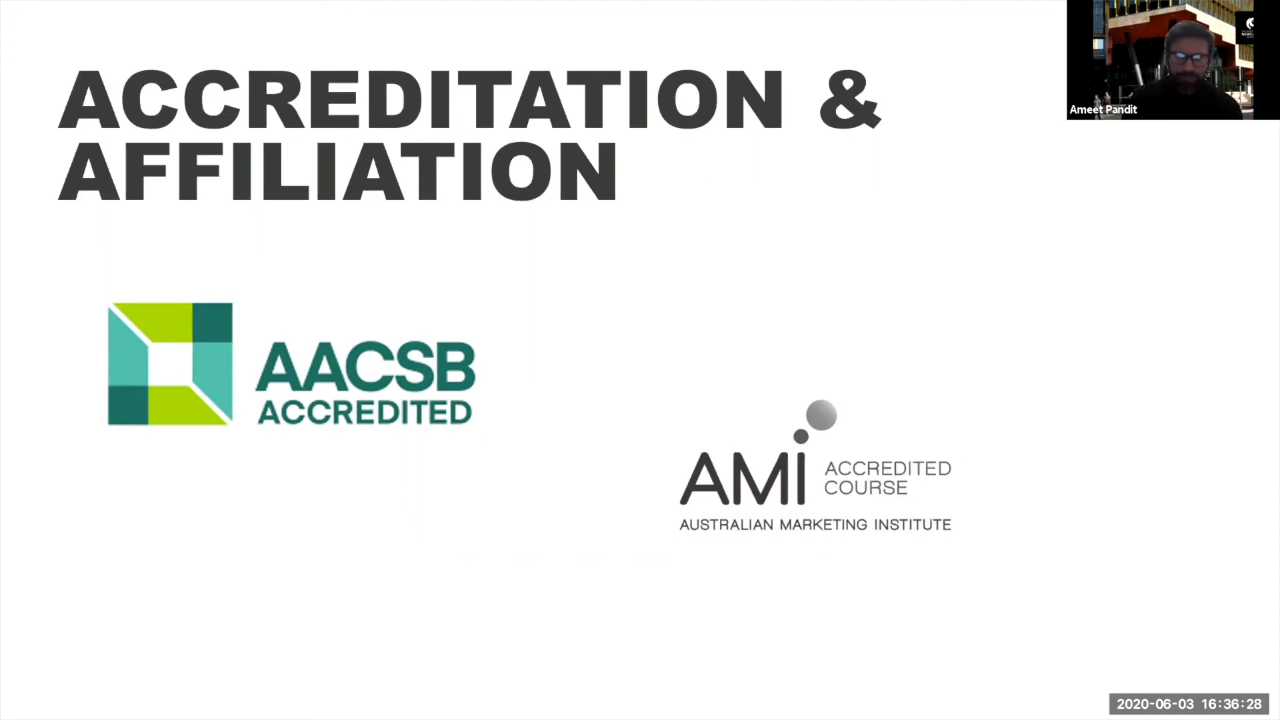 ACCREDITATION &
AFFILIATION
Ameet Pandit
AACSB
ACCREDITED
AMI
ACCREDITED
COURSE
AUSTRALIAN MARKETING INSTITUTE
2020-06-03 16:36:28